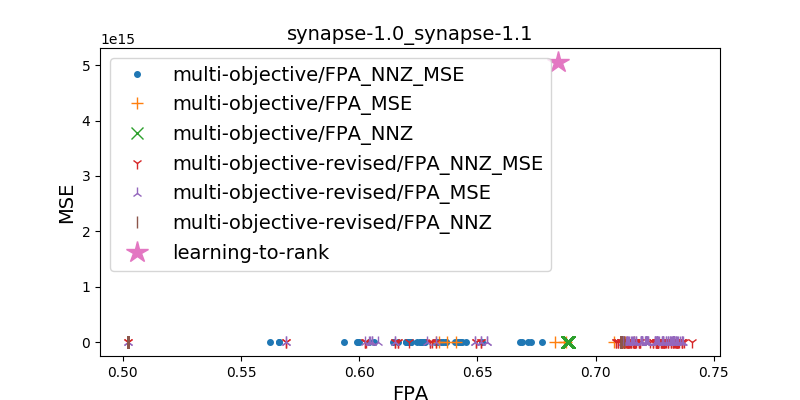 synapse-1.0_synapse-1.1
1e15
5
4
3
2
1
0
MSE
multi-objective/FPA_NNZ_MSE
multi-objective/FPA_MSE
multi-objective/FPA_NNZ
multi-objective-revised/FPA_NNZ_MSE
multi-objective-revised/FPA_MSE
multi-objective-revised/FPA_NNZ
learning-to-rank
0.50 0.55 0.60 0.65 0.70 0.75
FPA